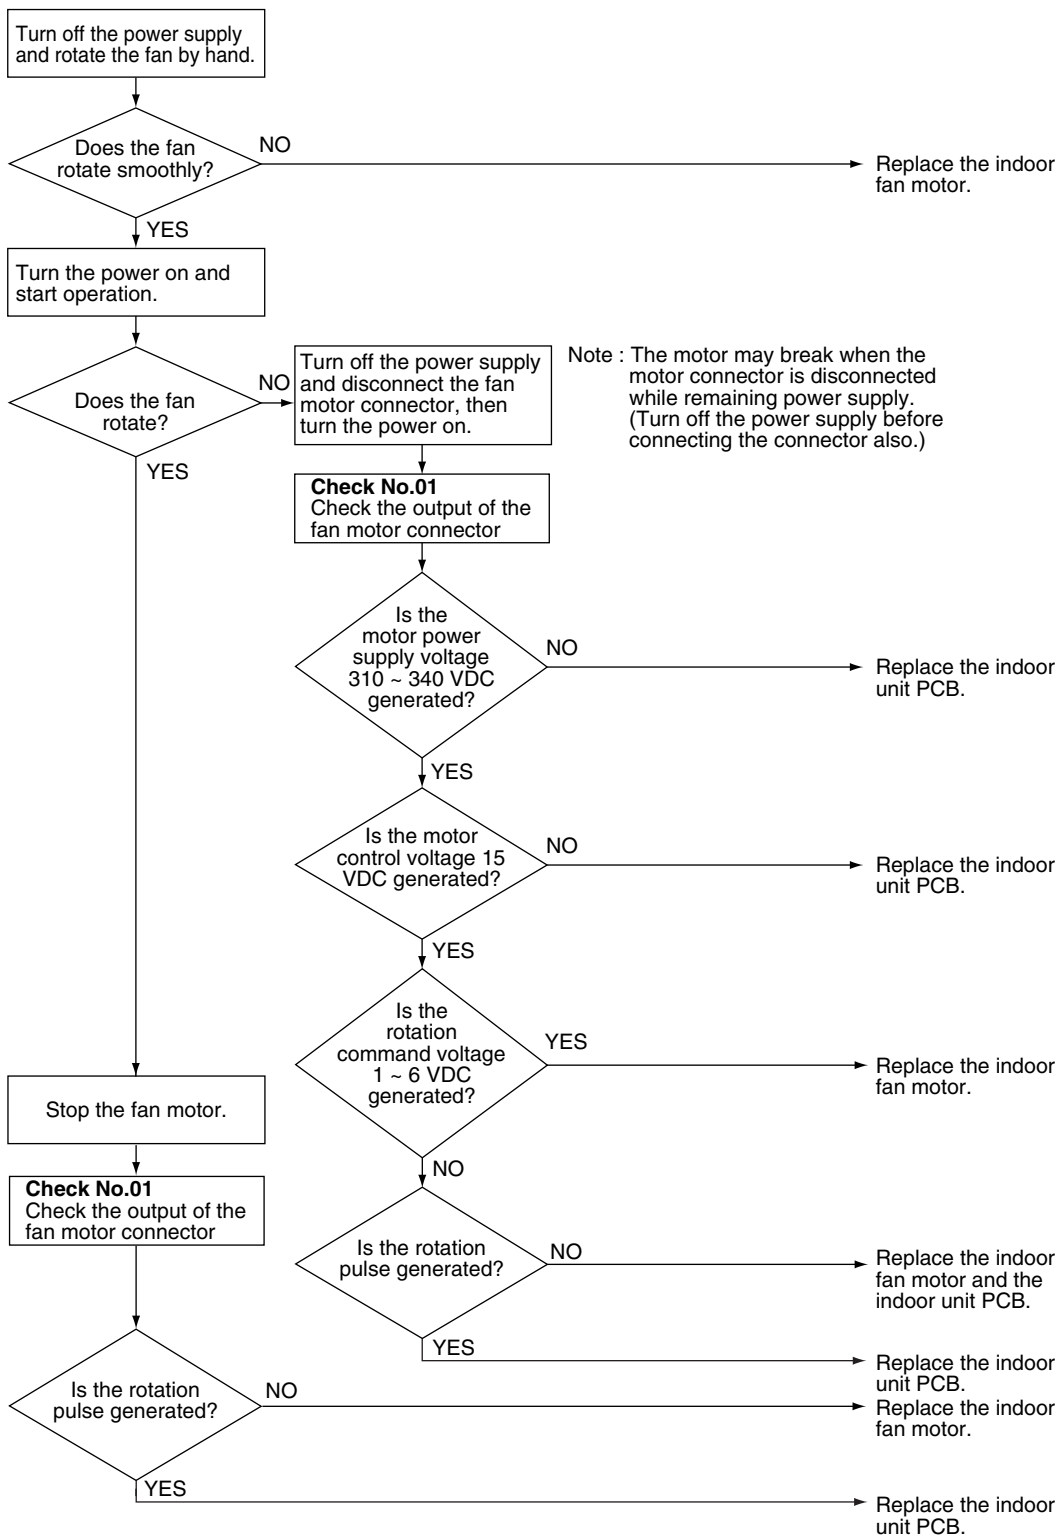 Turn off the power supply
and rotate the fan by hand.
Does the fan
rotate smoothly?
NO
Replace the indoor
fan motor.
YES
Turn the power on and
start operation.
Does the fan
rotate?
NO
Turn off the power supply
and disconnect the fan
motor connector, then
turn the power on.
Note : The motor may break when the
motor connector is disconnected
while remaining power supply.
(Turn off the power supply before
connecting the connector also.)
YES
Check No.01
Check the output of the
fan motor connector
Is the
motor power
supply voltage
310 ~ 340 VDC
generated?
NO
Replace the indoor
unit PCB.
YES
Is the motor
control voltage 15
VDC generated?
NO
Replace the indoor
unit PCB.
YES
Is the
rotation
command voltage
1 ~ 6 VDC
generated?
YES
Replace the indoor
fan motor.
NO
Stop the fan motor.
Check No.01
Check the output of the
fan motor connector
Is the rotation
pulse generated?
NO
Replace the indoor
fan motor and the
indoor unit PCB.
YES
Replace the indoor
unit PCB.
Is the rotation
pulse generated?
NO
Replace the indoor
fan motor.
YES
Replace the indoor
unit PCB.